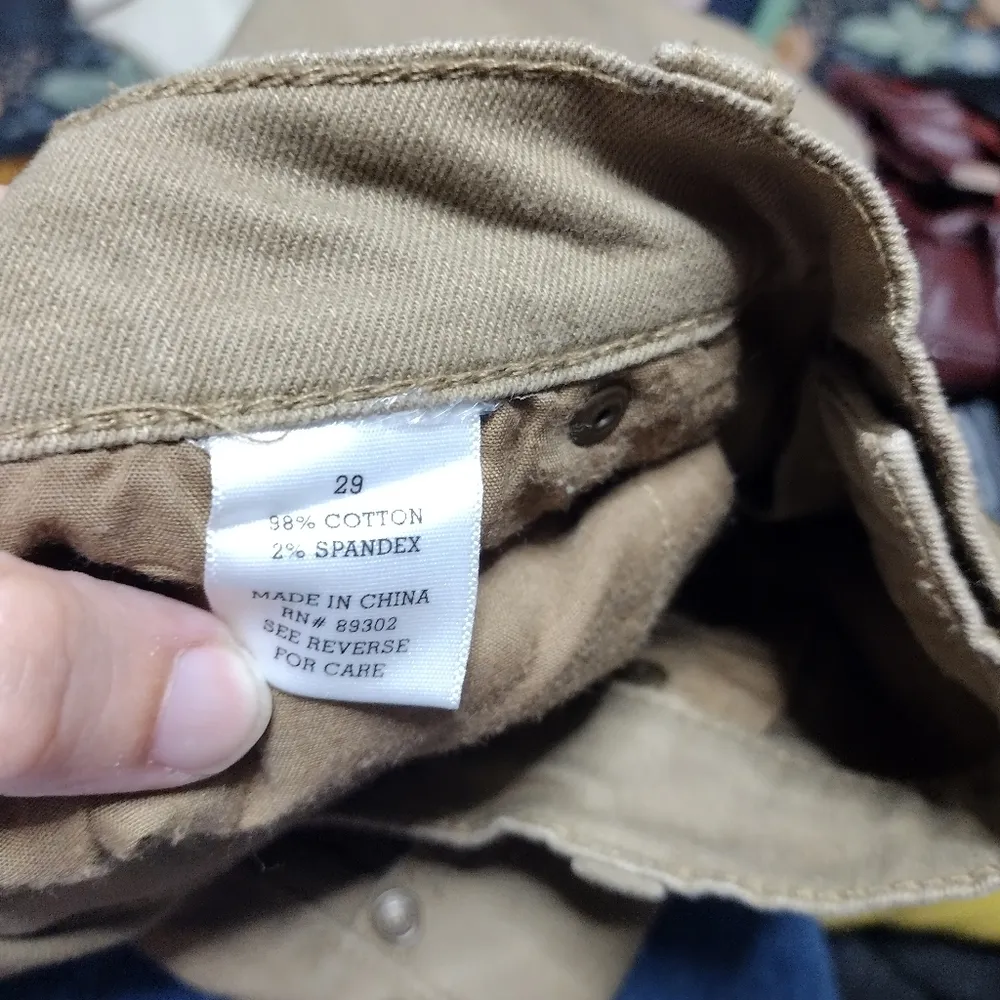 29
98% COTTON
2% SPANDEX
MADE IN CHINA
RN# 89302
SEE REVERSE
FOR CARE